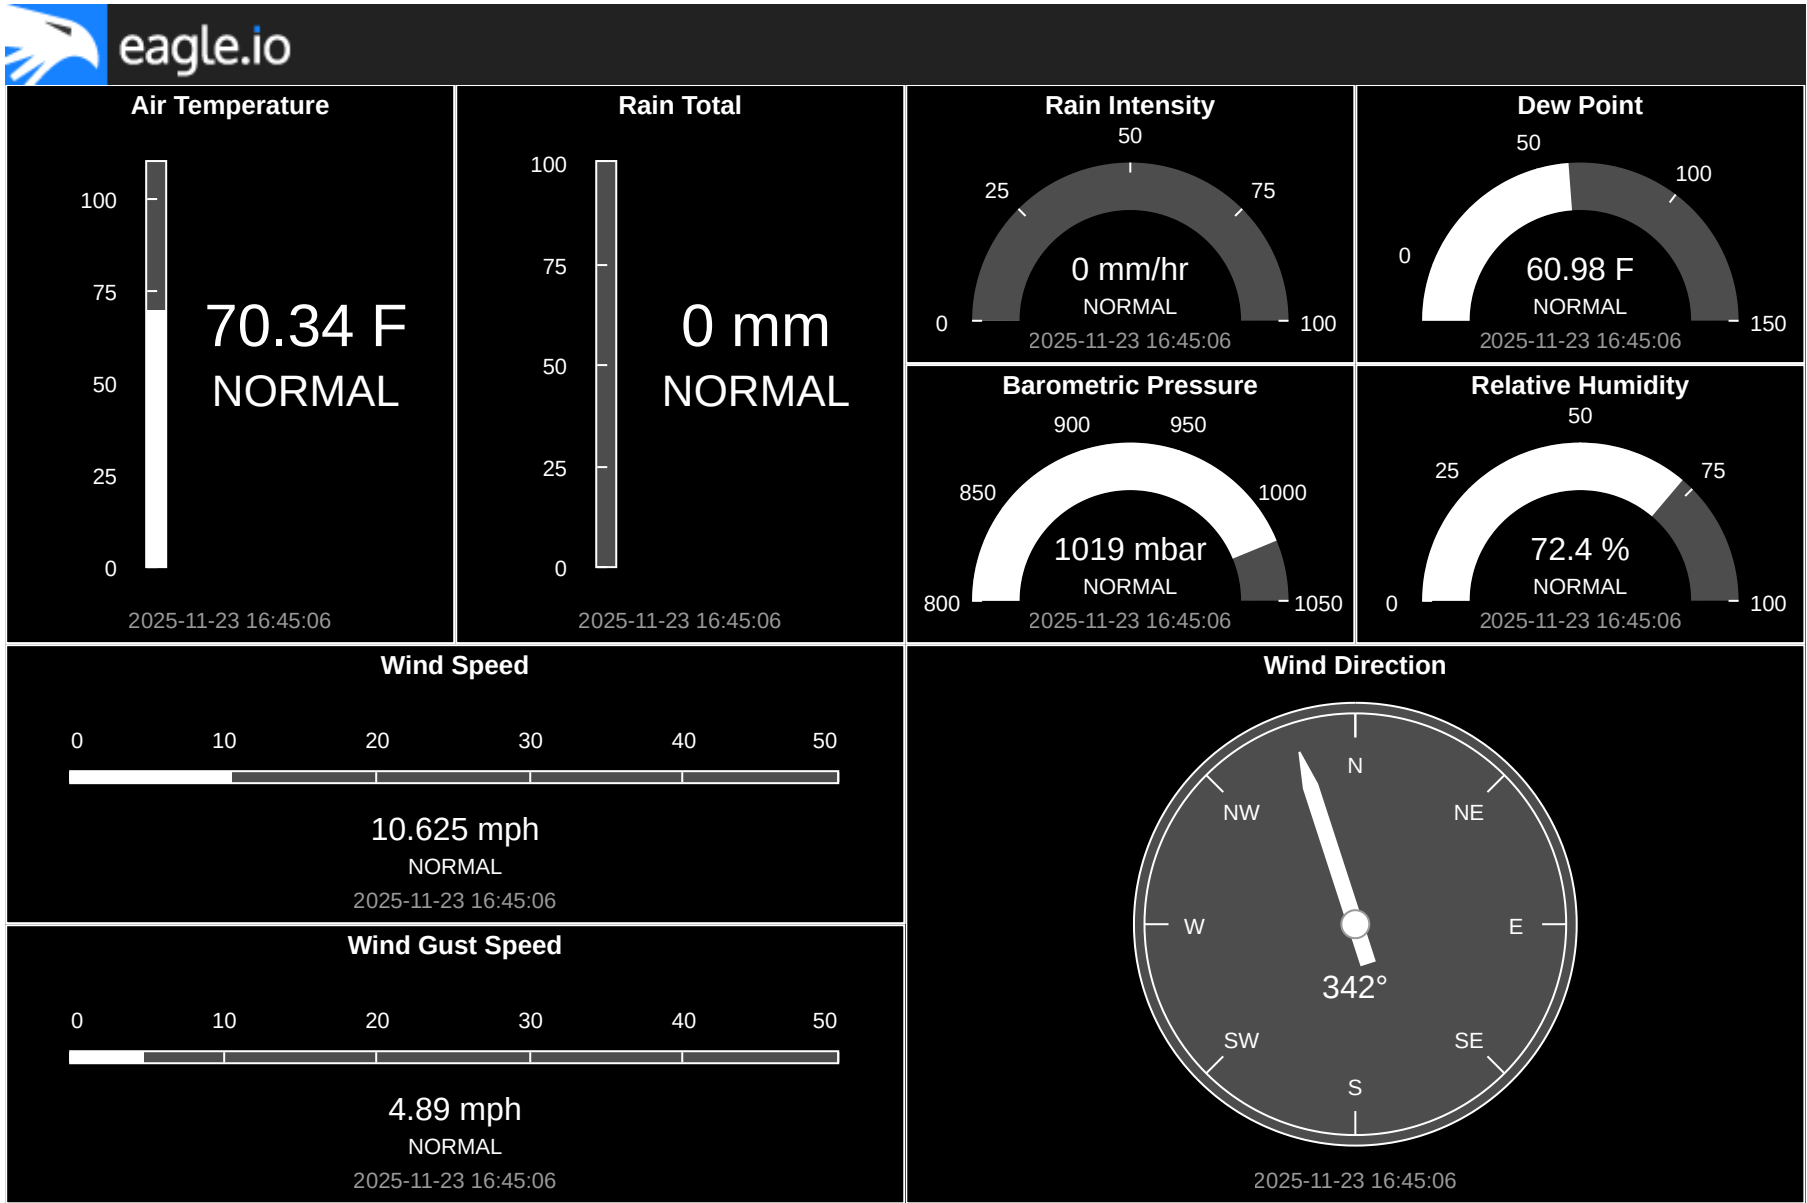 eagle.io
Air Temperature
100
75
50
25
0
70.34 F
NORMAL
2025-11-23 16:45:06
Rain Total
100
75
50
25
0
0 mm
NORMAL
2025-11-23 16:45:06
Rain Intensity
50
25
75
0
100
0 mm/hr
NORMAL
2025-11-23 16:45:06
Dew Point
50
100
0
150
60.98 F
NORMAL
2025-11-23 16:45:06
Barometric Pressure
900
950
850
1000
800
1050
1019 mbar
NORMAL
2025-11-23 16:45:06
Relative Humidity
50
25
75
0
100
72.4 %
NORMAL
2025-11-23 16:45:06
Wind Speed
0 10 20 30 40 50
10.625 mph
NORMAL
2025-11-23 16:45:06
Wind Gust Speed
0 10 20 30 40 50
4.89 mph
NORMAL
2025-11-23 16:45:06
Wind Direction
N
NW
NE
W
E
342°
SW
SE
S
2025-11-23 16:45:06